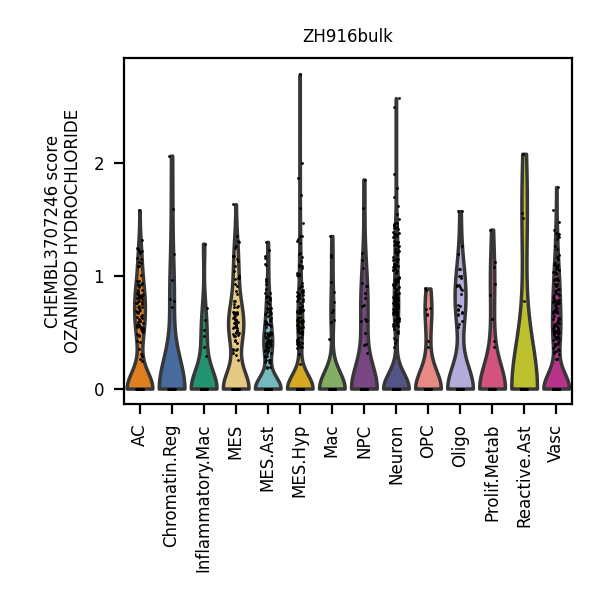 ZH916bulk
CHEMBL3707246 score
OZANIMOD HYDROCHLORIDE
2
1
0
AC
Chromatin.Reg
Inflammatory.Mac
MES
MES.Ast
MES.Hyp
Mac
NPC
Neuron
OPC
Oligo
Prolif.Metab
Reactive.Ast
Vasc